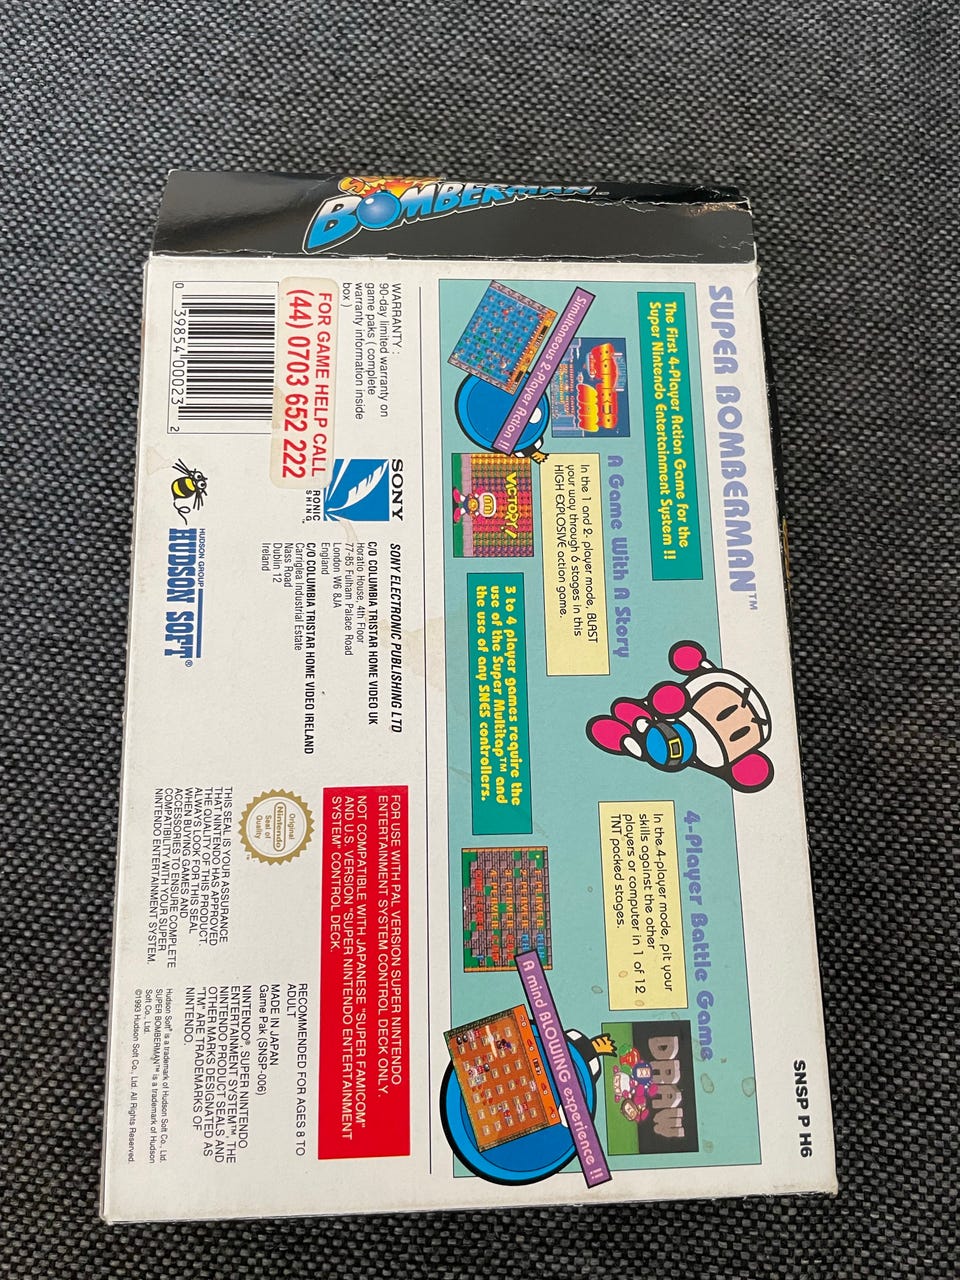 SUPER BOMBERMAN
SUPER BOMBERMAN™
SNSP P H6
The First 4-Player Action Game for the
Super Nintendo Entertainment System !!
BOMBER
MAN
Simultaneous 2-Player Action !!
A Game With A Story
In the 1 and 2- player mode, BLAST
your way through 6 stages in this
HIGH EXPLOSIVE action game.
VICTORY!
3 to 4 player games require the
use of the Super Multitap™ and
the use of any SNES controllers.
4-Player Battle Game
In the 4-player mode, pit your
skills against the other
players or computer in 1 of 12
TNT packed stages.
DRAW
A mind BLOWING experience !!
WARRANTY :
90-day limited warranty on
game paks ( complete
warranty information inside
box )
FOR GAME HELP CALL
(44) 0703 652 222
0 39854 00023 2
SONY
RONIC
SHING
SONY ELECTRONIC PUBLISHING LTD
C/O COLUMBIA TRISTAR HOME VIDEO UK
Horatio House, 4th Floor
77-85 Fulham Palace Road
London W6 8JA
England
C/O COLUMBIA TRISTAR HOME VIDEO IRELAND
Carriglea Industrial Estate
Nass Road
Dublin 12
Ireland
HUDSON GROUP
HUDSON SOFT®
FOR USE WITH PAL VERSION SUPER NINTENDO
ENTERTAINMENT SYSTEM CONTROL DECK ONLY.
NOT COMPATIBLE WITH JAPANESE "SUPER FAMICOM"
AND U.S. VERSION "SUPER NINTENDO ENTERTAINMENT
SYSTEM" CONTROL DECK.
Original
Nintendo
Seal of
Quality
™
THIS SEAL IS YOUR ASSURANCE
THAT NINTENDO HAS APPROVED
THE QUALITY OF THIS PRODUCT.
ALWAYS LOOK FOR THIS SEAL
WHEN BUYING GAMES AND
ACCESSORIES TO ENSURE COMPLETE
COMPATIBILITY WITH YOUR SUPER
NINTENDO ENTERTAINMENT SYSTEM.
RECOMMENDED FOR AGES 8 TO
ADULT
MADE IN JAPAN
Game Pak (SNSP-006)
NINTENDO® SUPER NINTENDO
ENTERTAINMENT SYSTEM™, THE
NINTENDO PRODUCT SEALS AND
OTHER MARKS DESIGNATED AS
"TM" ARE TRADEMARKS OF
NINTENDO.
Hudson Soft® is a trademark of Hudson Soft Co., Ltd.
SUPER BOMBERMAN™ is a trademark of Hudson
Soft Co., Ltd.
©1993 Hudson Soft Co., Ltd. All Rights Reserved.